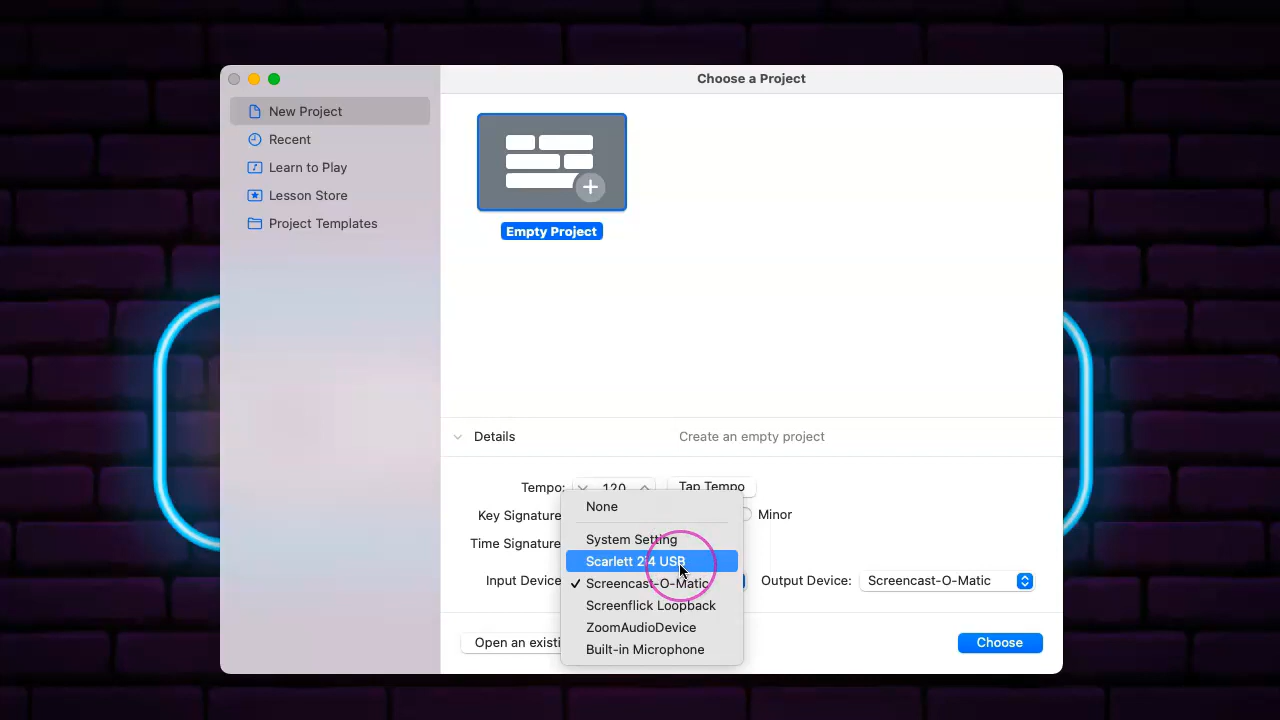 Choose a Project
New Project
Recent
Learn to Play
Lesson Store
Project Templates
Empty Project
Details
Create an empty project
Tempo:
120
Tap Tempo
Key Signature
Minor
Time Signature
Input Device
None
System Setting
Scarlett 2i4 USB
✓ Screencast-O-Matic
Screenflick Loopback
ZoomAudioDevice
Built-in Microphone
Output Device:
Screencast-O-Matic
Open an existi
Choose